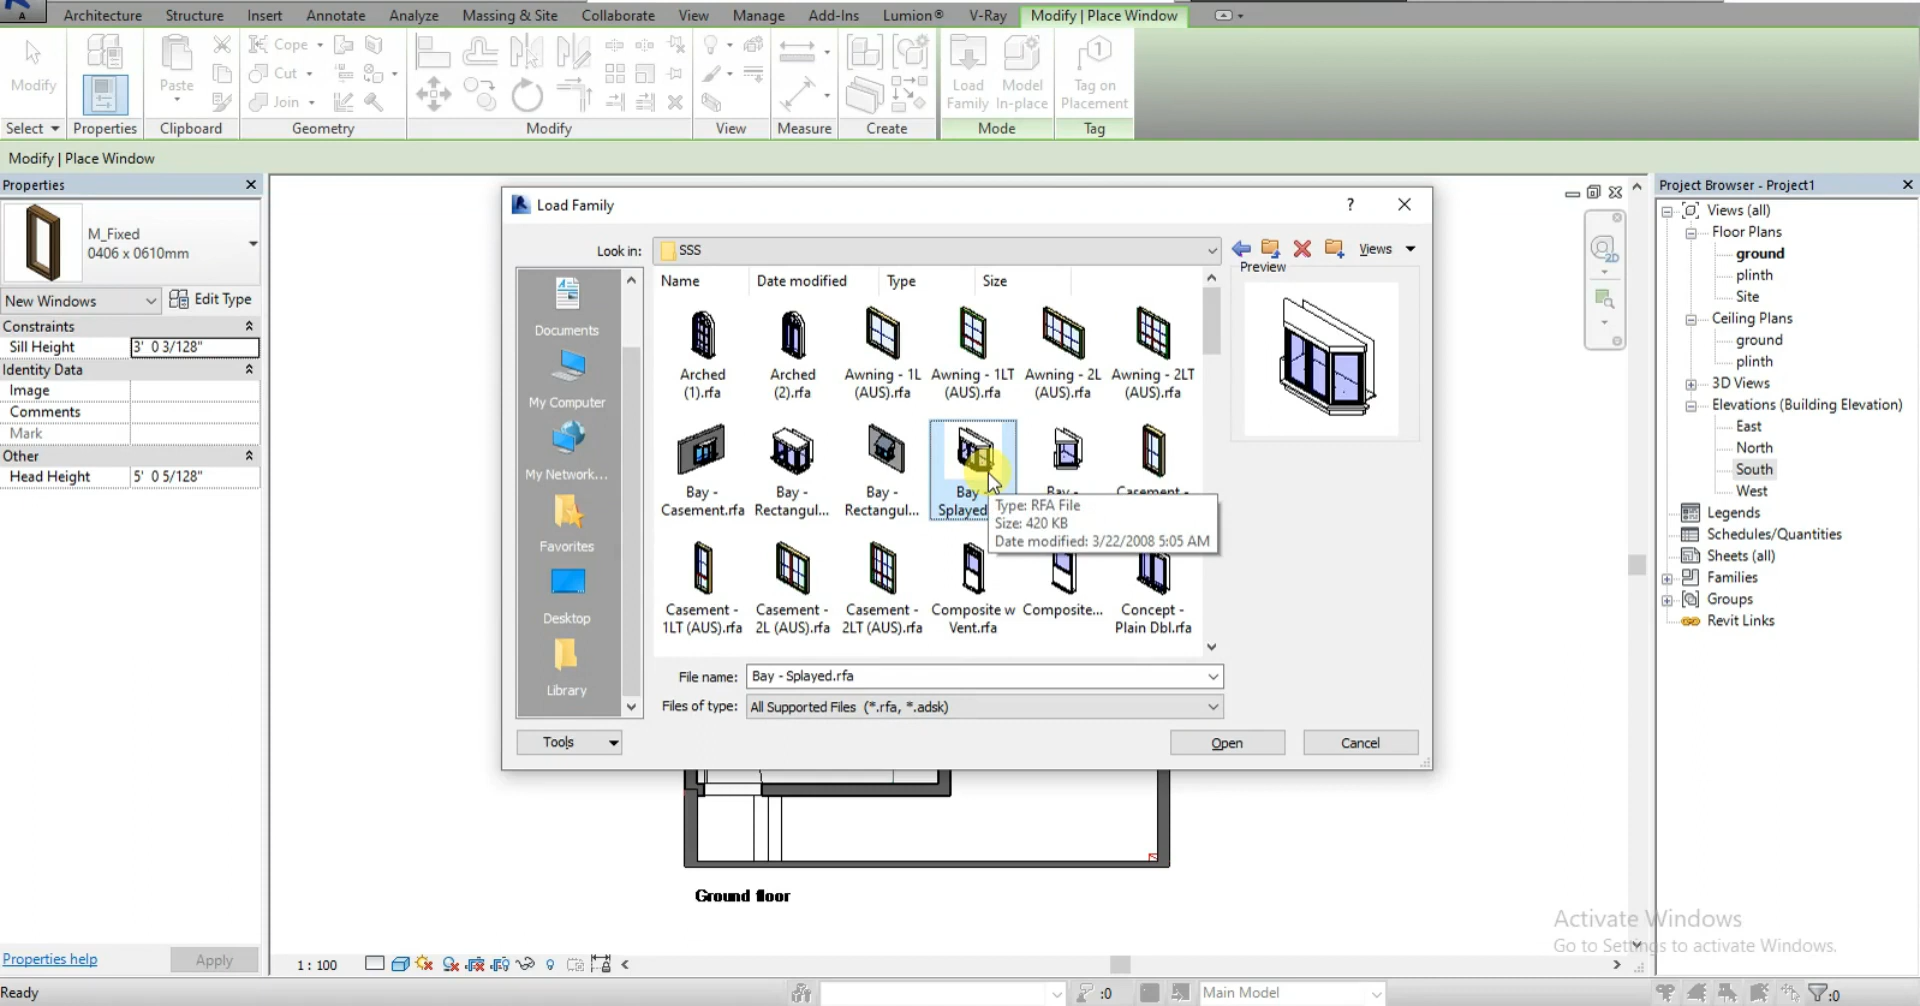 Architecture Structure Insert Annotate Analyze Massing & Site Collaborate View Manage Add-Ins Lumion® V-Ray Modify | Place Window
Modify
Paste
Cope
Cut
Join
Load Family
Model In-place
Tag on Placement
Select Properties Clipboard Geometry Modify View Measure Create Mode Tag
Modify | Place Window
Properties
M_Fixed
0406 x 0610mm
New Windows Edit Type
Constraints
Sill Height 3' 0 3/128"
Identity Data
Image
Comments
Mark
Other
Head Height 5' 0 5/128"
Properties help Apply
Load Family
Look in: SSS Views
Documents
My Computer
My Network...
Favorites
Desktop
Library
Name Date modified Type Size
Arched (1).rfa
Arched (2).rfa
Awning - 1L (AUS).rfa
Awning - 1LT (AUS).rfa
Awning - 2L (AUS).rfa
Awning - 2LT (AUS).rfa
Bay - Casement.rfa
Bay - Rectangul...
Bay - Rectangul...
Bay Splayed
Type: RFA File
Size: 420 KB
Date modified: 3/22/2008 5:05 AM
Casement - 1LT (AUS).rfa
Casement - 2L (AUS).rfa
Casement - 2LT (AUS).rfa
Composite w Vent.rfa
Composite...
Concept - Plain Dbl.rfa
Preview
File name: Bay - Splayed.rfa
Files of type: All Supported Files (*.rfa, *.adsk)
Tools Open Cancel
Ground floor
Project Browser - Project1
Views (all)
Floor Plans
ground
plinth
Site
Ceiling Plans
ground
plinth
3D Views
Elevations (Building Elevation)
East
North
South
West
Legends
Schedules/Quantities
Sheets (all)
Families
Groups
Revit Links
Activate Windows
Go to Settings to activate Windows.
1 : 100
Ready :0 Main Model :0